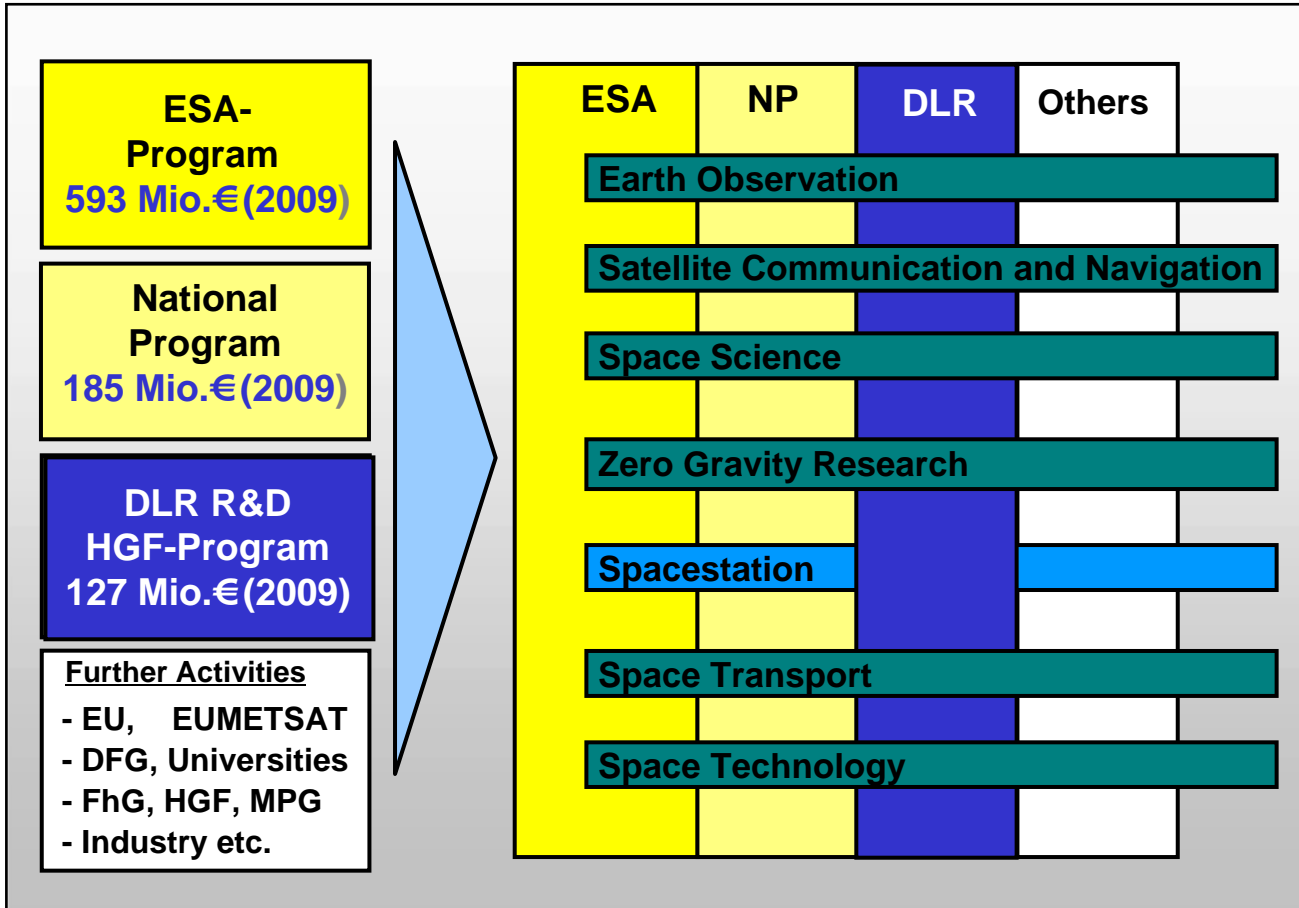 ESA-
Program
593 Mio.€(2009)
National
Program
185 Mio.€(2009)
DLR R&D
HGF-Program
127 Mio.€(2009)
Further Activities
- EU, EUMETSAT
- DFG, Universities
- FhG, HGF, MPG
- Industry etc.
ESA NP DLR Others
Earth Observation
Satellite Communication and Navigation
Space Science
Zero Gravity Research
Spacestation
Space Transport
Space Technology